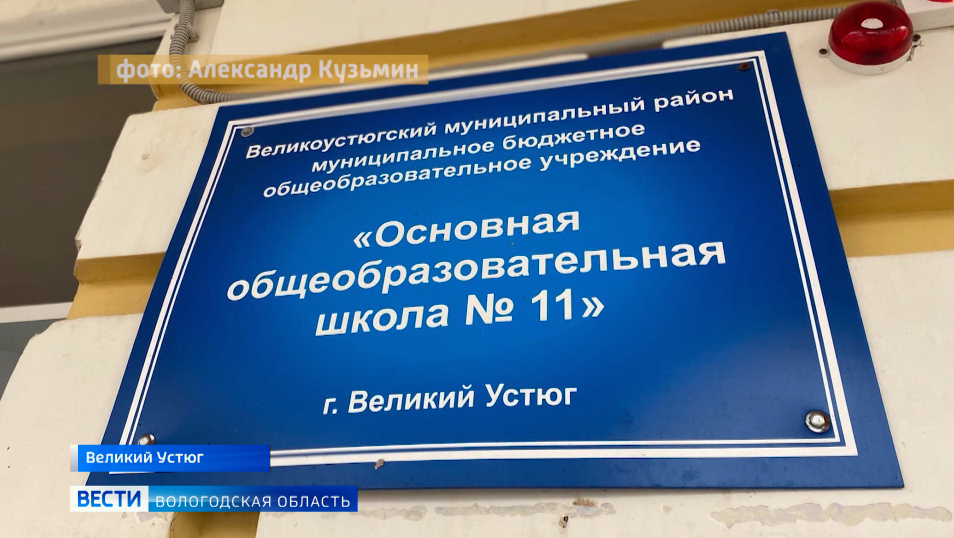 фото: Александр Кузьмин
Великоустюгский муниципальный район
муниципальное бюджетное
общеобразовательное учреждение
«Основная
общеобразовательная
школа № 11»
г. Великий Устюг
Великий Устюг
ВЕСТИ ВОЛОГОДСКАЯ ОБЛАСТЬ